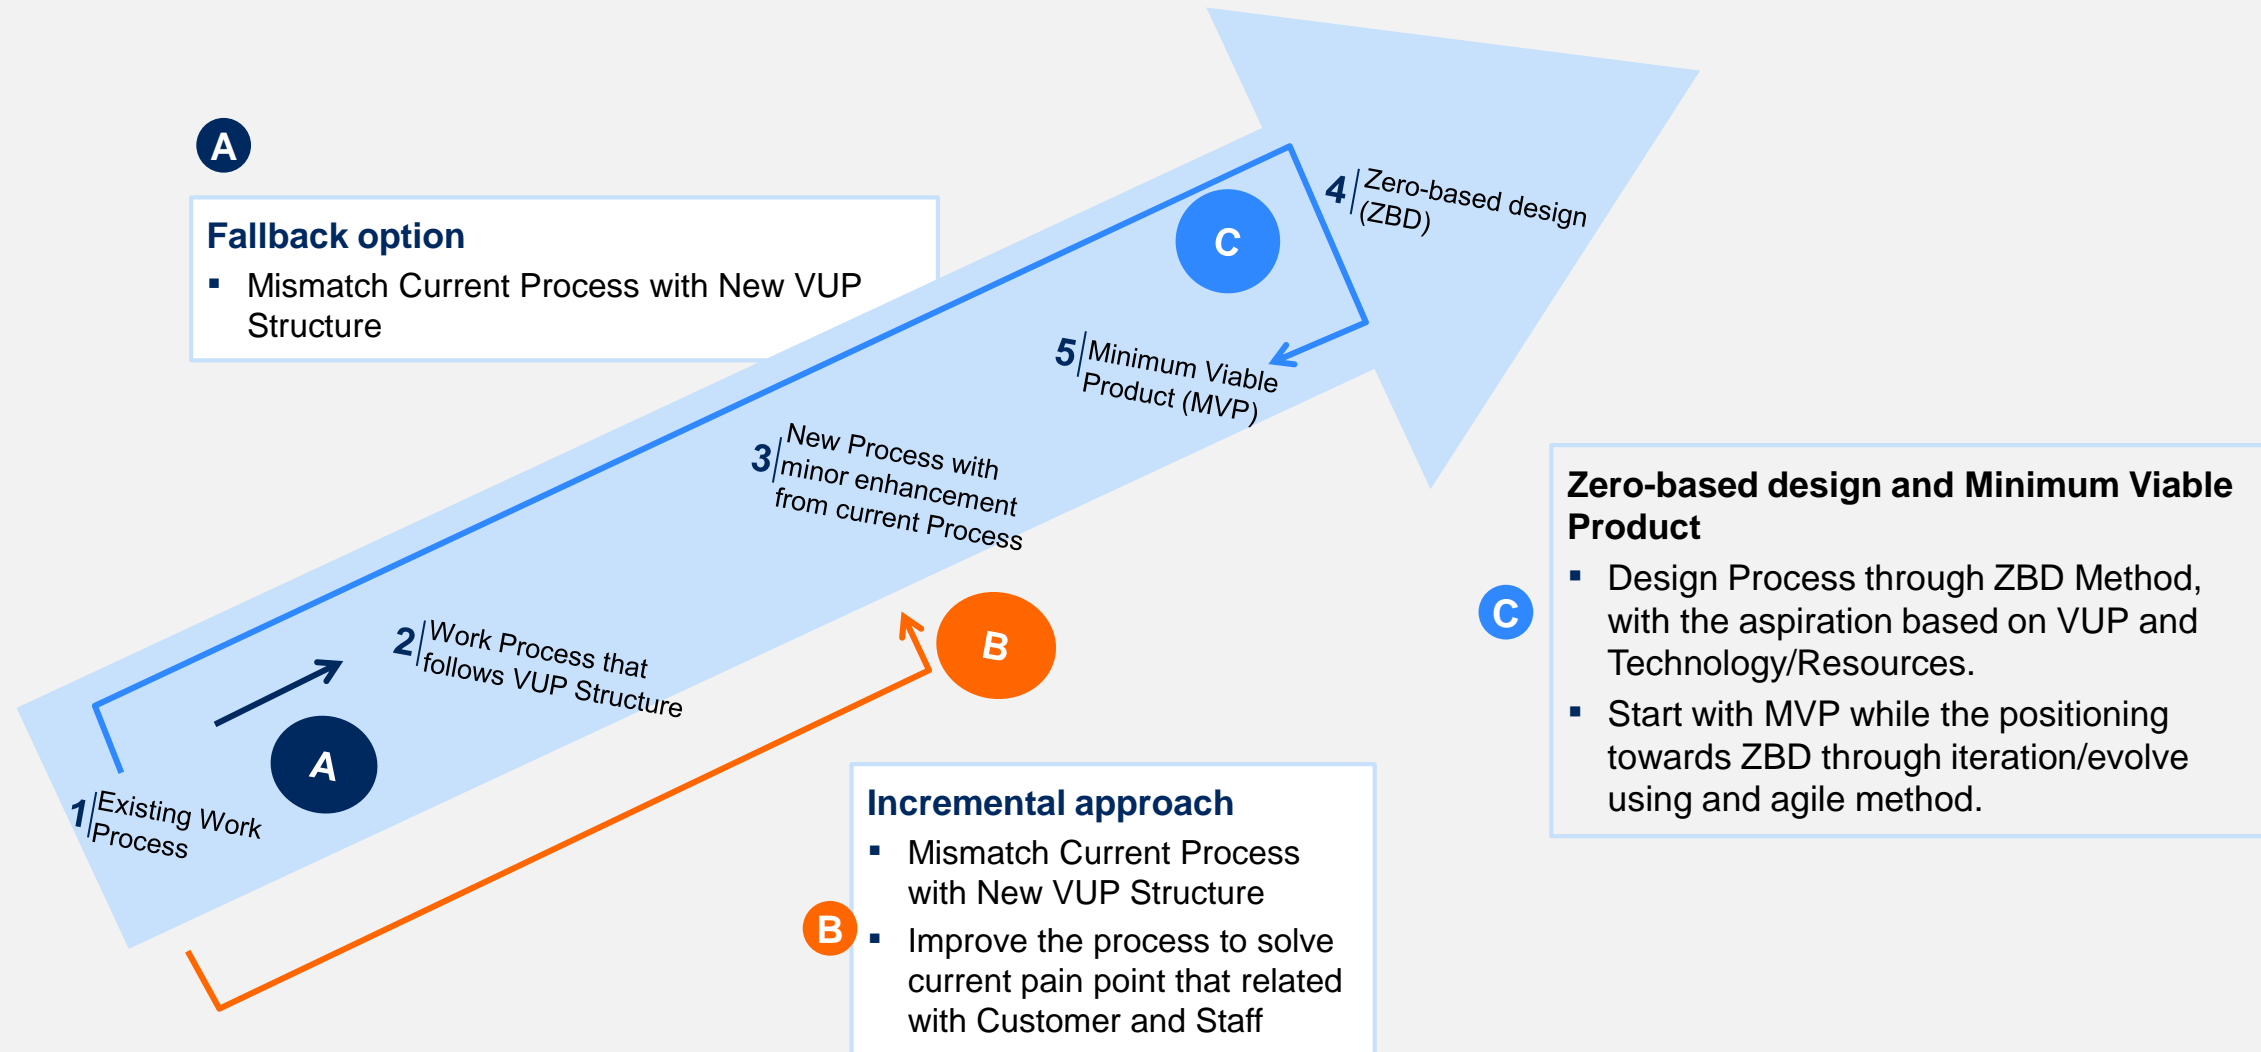 A
Fallback option
▪ Mismatch Current Process with New VUP
Structure
C
4 Zero-based design
(ZBD)
5 Minimum Viable
Product (MVP)
3 New Process with
minor enhancement
from current Process
2 Work Process that
follows VUP Structure
A
1 Existing Work
Process
B
Incremental approach
▪ Mismatch Current Process
with New VUP Structure
B
▪ Improve the process to solve
current pain point that related
with Customer and Staff
Zero-based design and Minimum Viable
Product
▪ Design Process through ZBD Method,
with the aspiration based on VUP and
Technology/Resources.
C
▪ Start with MVP while the positioning
towards ZBD through iteration/evolve
using and agile method.